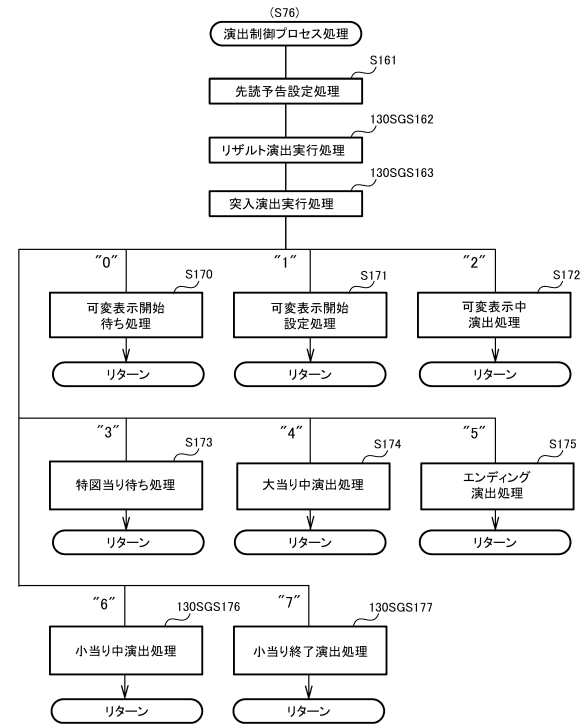 (S76)
演出制御プロセス処理
S161
先読予告設定処理
130SGS162
リザルト演出実行処理
130SGS163
突入演出実行処理
"0"
"1"
"2"
S170
S171
S172
可変表示開始
待ち処理
可変表示開始
設定処理
可変表示中
演出処理
リターン
リターン
リターン
"3"
"4"
"5"
S173
S174
S175
特図当り待ち処理
大当り中演出処理
エンディング
演出処理
リターン
リターン
リターン
"6"
"7"
130SGS176
130SGS177
小当り中演出処理
小当り終了演出処理
リターン
リターン